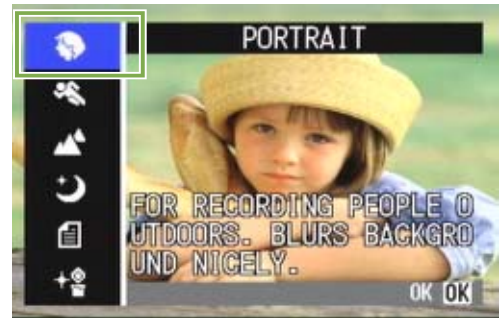 PORTRAIT
FOR RECORDING PEOPLE O
UTDOORS. BLURS BACKGRO
UND NICELY.
OK OK